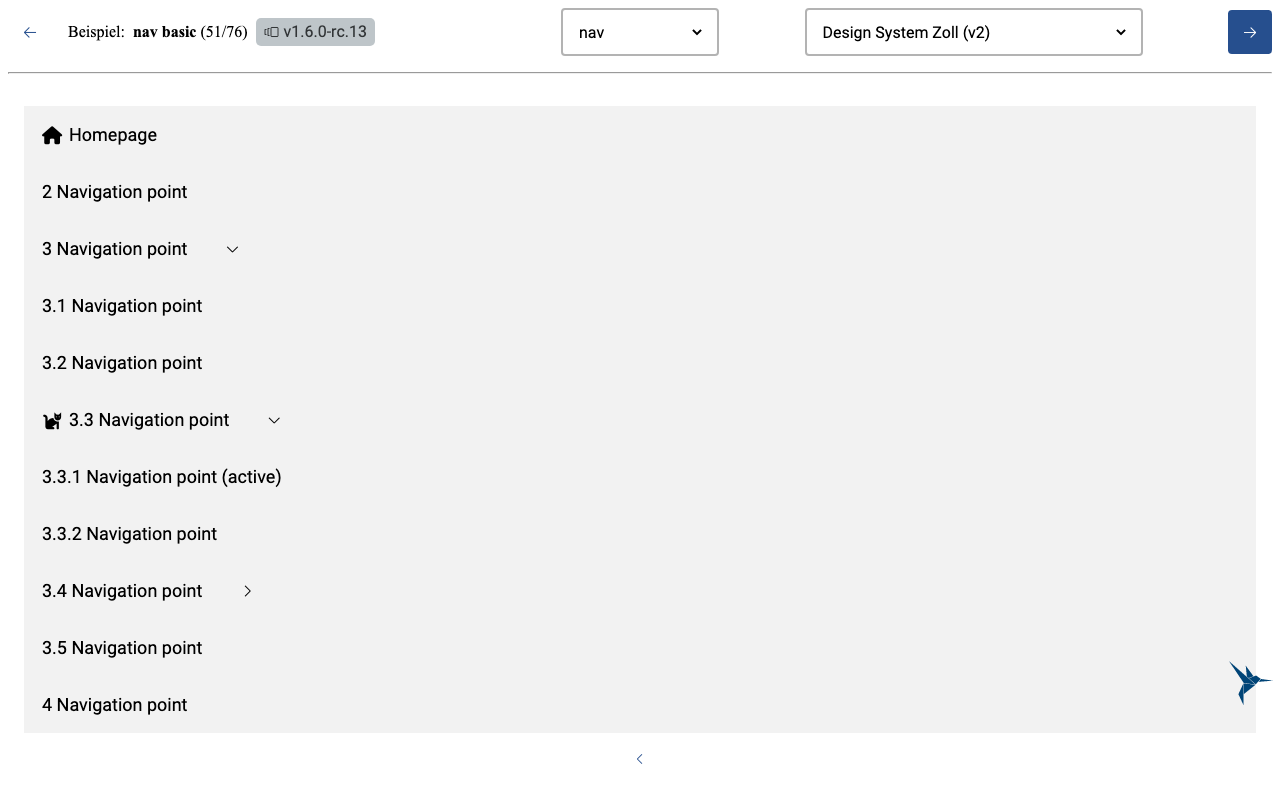 Beispiel: nav basic (51/76) v1.6.0-rc.13 nav Design System Zoll (v2)
Homepage
2 Navigation point
3 Navigation point
3.1 Navigation point
3.2 Navigation point
3.3 Navigation point
3.3.1 Navigation point (active)
3.3.2 Navigation point
3.4 Navigation point
3.5 Navigation point
4 Navigation point